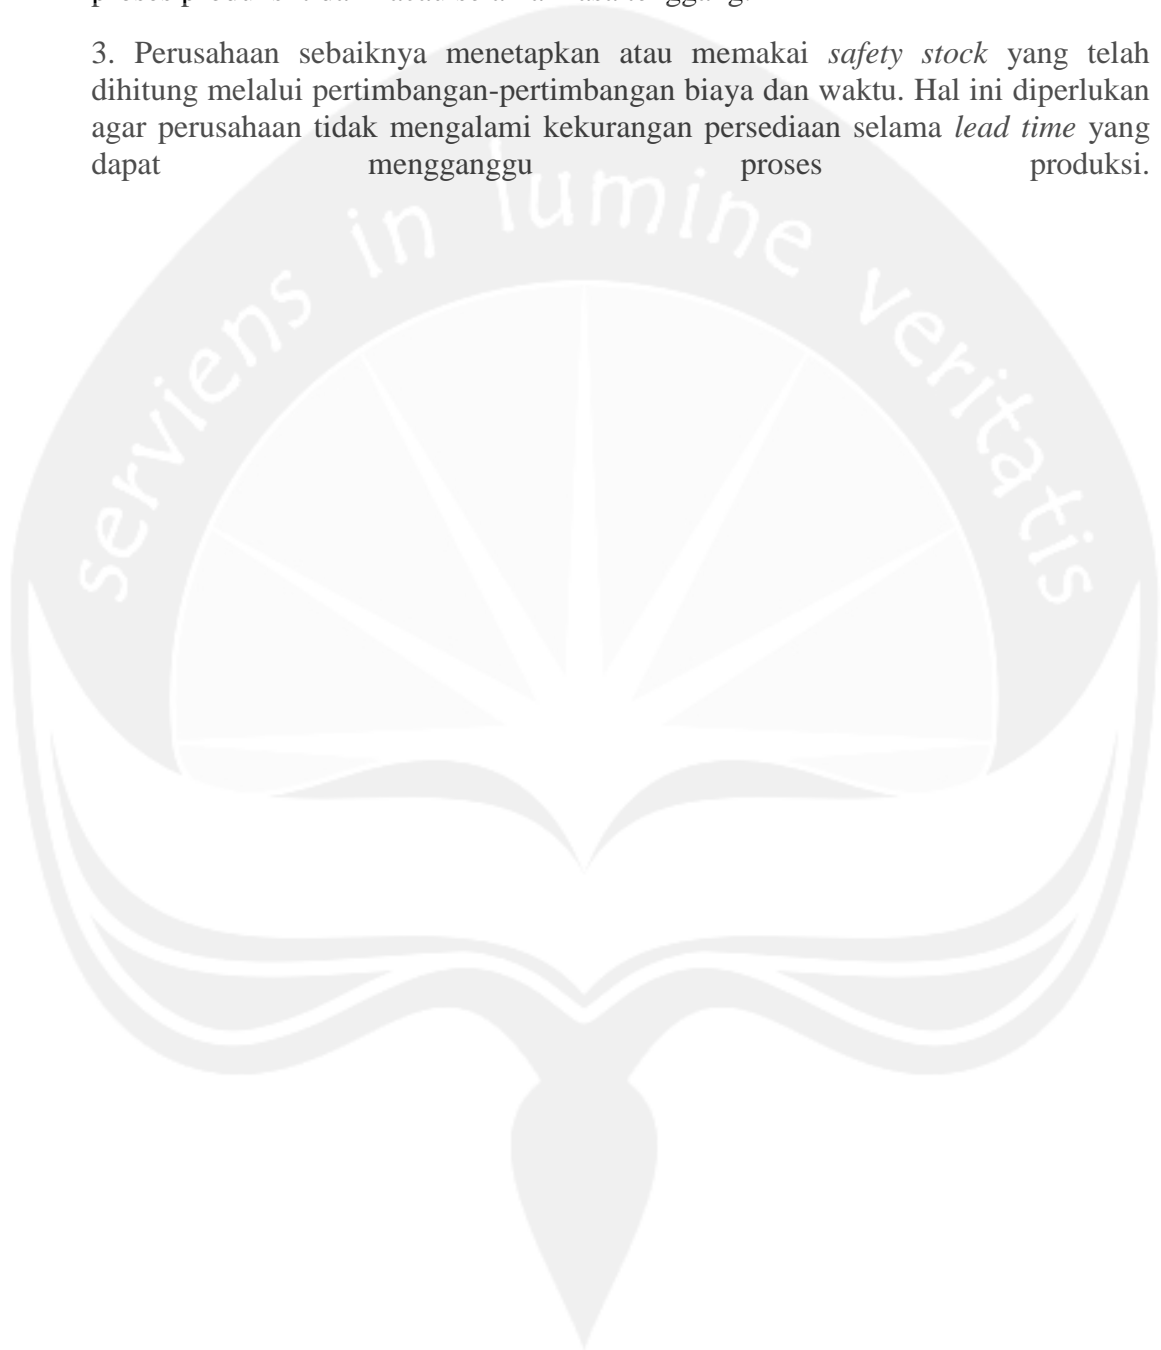 3. Perusahaan sebaiknya menetapkan atau memakai safety stock yang telah
dihitung melalui pertimbangan-pertimbangan biaya dan waktu. Hal ini diperlukan
agar perusahaan tidak mengalami kekurangan persediaan selama lead time yang
dapat mengganggu proses produksi.
serviens in lumine veritatis